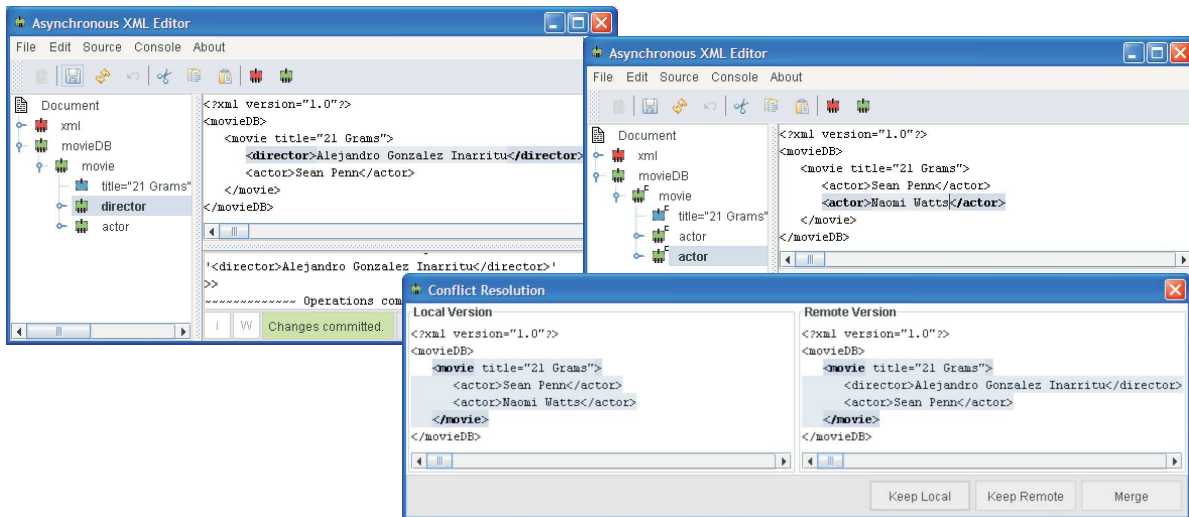 Asynchronous XML Editor
File Edit Source Console About
Document
xml
movieDB
movie
title="21 Grams"
director
actor
<?xml version="1.0"?>
<movieDB>
<movie title="21 Grams">
<director>Alejandro Gonzalez Inarritu</director>
<actor>Sean Penn</actor>
</movie>
</movieDB>
'<director>Alejandro Gonzalez Inarritu</director>'
>>
~~~~~~~~~~~~~ Operations com
i W Changes committed.
Asynchronous XML Editor
File Edit Source Console About
Document
xml
movieDB
C movie
C title="21 Grams"
C actor
C actor
<?xml version="1.0"?>
<movieDB>
<movie title="21 Grams">
<actor>Sean Penn</actor>
<actor>Naomi Watts</actor>
</movie>
</movieDB>
Conflict Resolution
Local Version
<?xml version="1.0"?>
<movieDB>
<movie title="21 Grams">
<actor>Sean Penn</actor>
<actor>Naomi Watts</actor>
</movie>
</movieDB>
Remote Version
<?xml version="1.0"?>
<movieDB>
<movie title="21 Grams">
<director>Alejandro Gonzalez Inarritu</director>
<actor>Sean Penn</actor>
</movie>
</movieDB>
Keep Local Keep Remote Merge